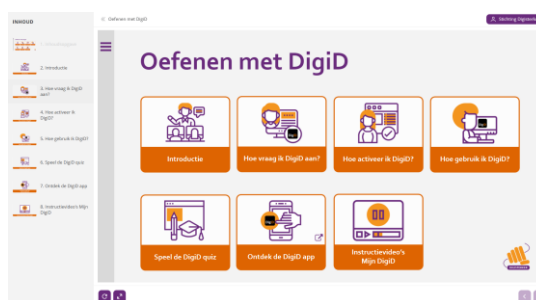 INHOUD
Oefenen met DigiD
Stichting Digisterker
2. Introductie
3. Hoe vraag ik DigiD
aan?
4. Hoe activeer ik
DigiD?
5. Hoe gebruik ik DigiD?
6. Speel de DigiD quiz
7. Ontdek de DigiD app
8. Instructievideo's Mijn
DigiD
Oefenen met DigiD
Introductie
Hoe vraag ik DigiD aan?
Hoe activeer ik DigiD?
Hoe gebruik ik DigiD?
Speel de DigiD quiz
Ontdek de DigiD app
Instructievideo's
Mijn DigiD